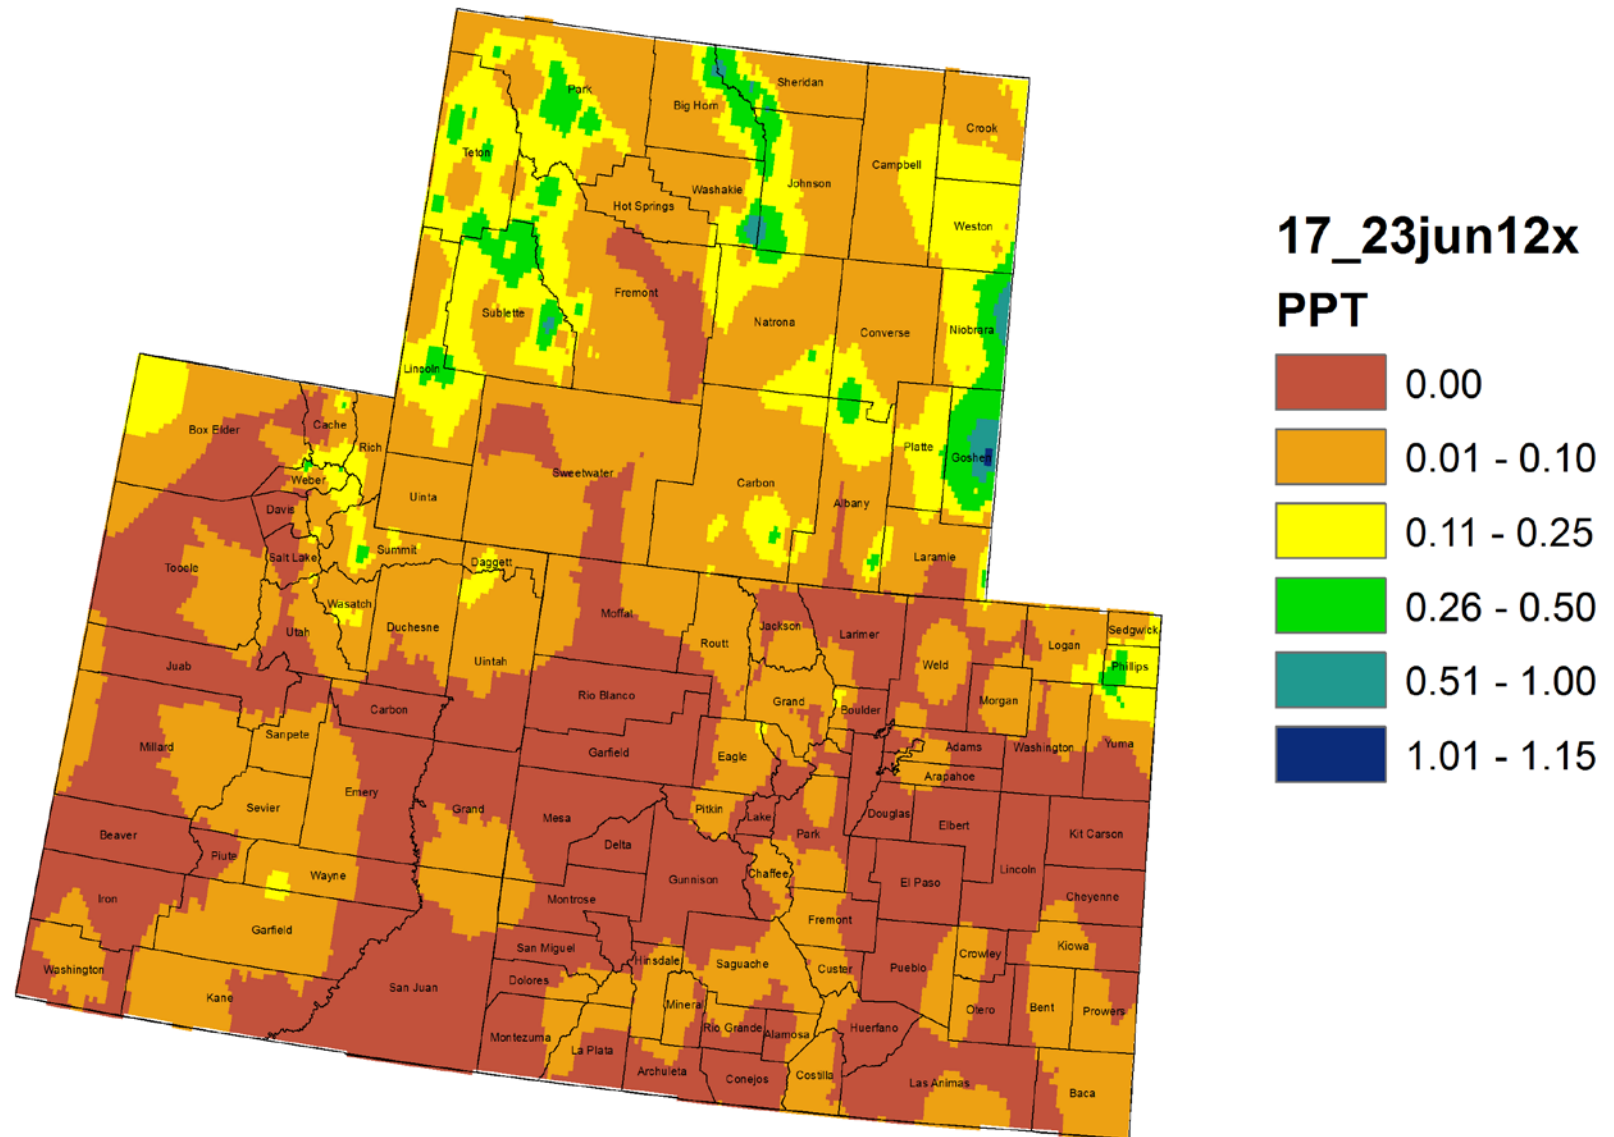 17_23jun12x
PPT
0.00
0.01 - 0.10
0.11 - 0.25
0.26 - 0.50
0.51 - 1.00
1.01 - 1.15
Park
Sheridan
Big Horn
Crook
Teton
Campbell
Washakie
Johnson
Hot Springs
Weston
Fremont
Sublette
Natrona
Converse
Niobrara
Lincoln
Platte
Goshen
Sweetwater
Carbon
Uinta
Albany
Laramie
Box Elder
Cache
Rich
Weber
Davis
Salt Lake
Summit
Daggett
Tooele
Wasatch
Utah
Duchesne
Uintah
Juab
Carbon
Millard
Sanpete
Sevier
Emery
Grand
Beaver
Piute
Wayne
Iron
Garfield
Washington
Kane
San Juan
Moffat
Routt
Jackson
Larimer
Weld
Logan
Sedgwick
Phillips
Rio Blanco
Grand
Boulder
Morgan
Garfield
Eagle
Adams
Washington
Yuma
Arapahoe
Mesa
Pitkin
Lake
Park
Douglas
Elbert
Kit Carson
Delta
Gunnison
Chaffee
El Paso
Lincoln
Cheyenne
Montrose
Fremont
San Miguel
Hinsdale
Saguache
Custer
Pueblo
Crowley
Kiowa
Dolores
Mineral
Otero
Bent
Prowers
Montezuma
La Plata
Rio Grande
Alamosa
Huerfano
Archuleta
Conejos
Costilla
Las Animas
Baca